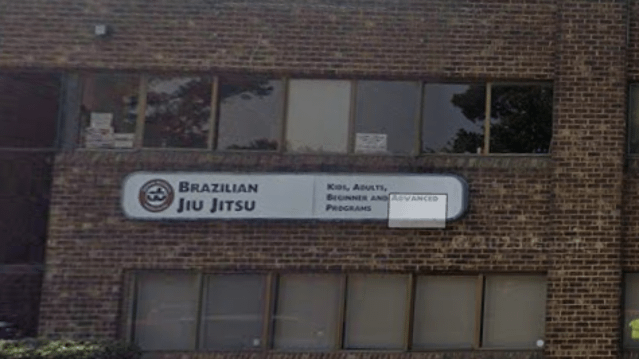 BRAZILIAN
JIU JITSU
KIDS, ADULTS,
BEGINNER AND ADVANCED
PROGRAMS